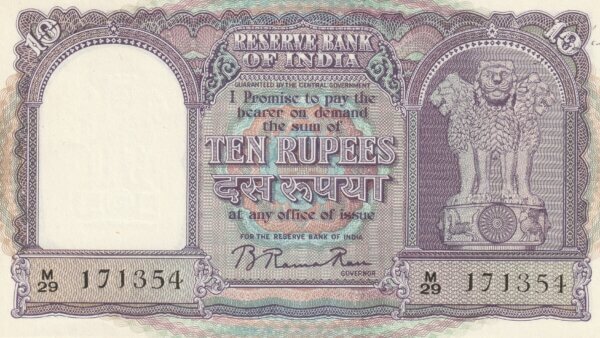 10
10
RESERVE BANK
OF INDIA
GUARANTEED BY THE CENTRAL GOVERNMENT
I Promise to pay the
bearer on demand
the sum of
TEN RUPEES
दस रूपया
at any office of issue
FOR THE RESERVE BANK OF INDIA
B. Rama Rau
GOVERNOR
M/29 171354
M/29 171354